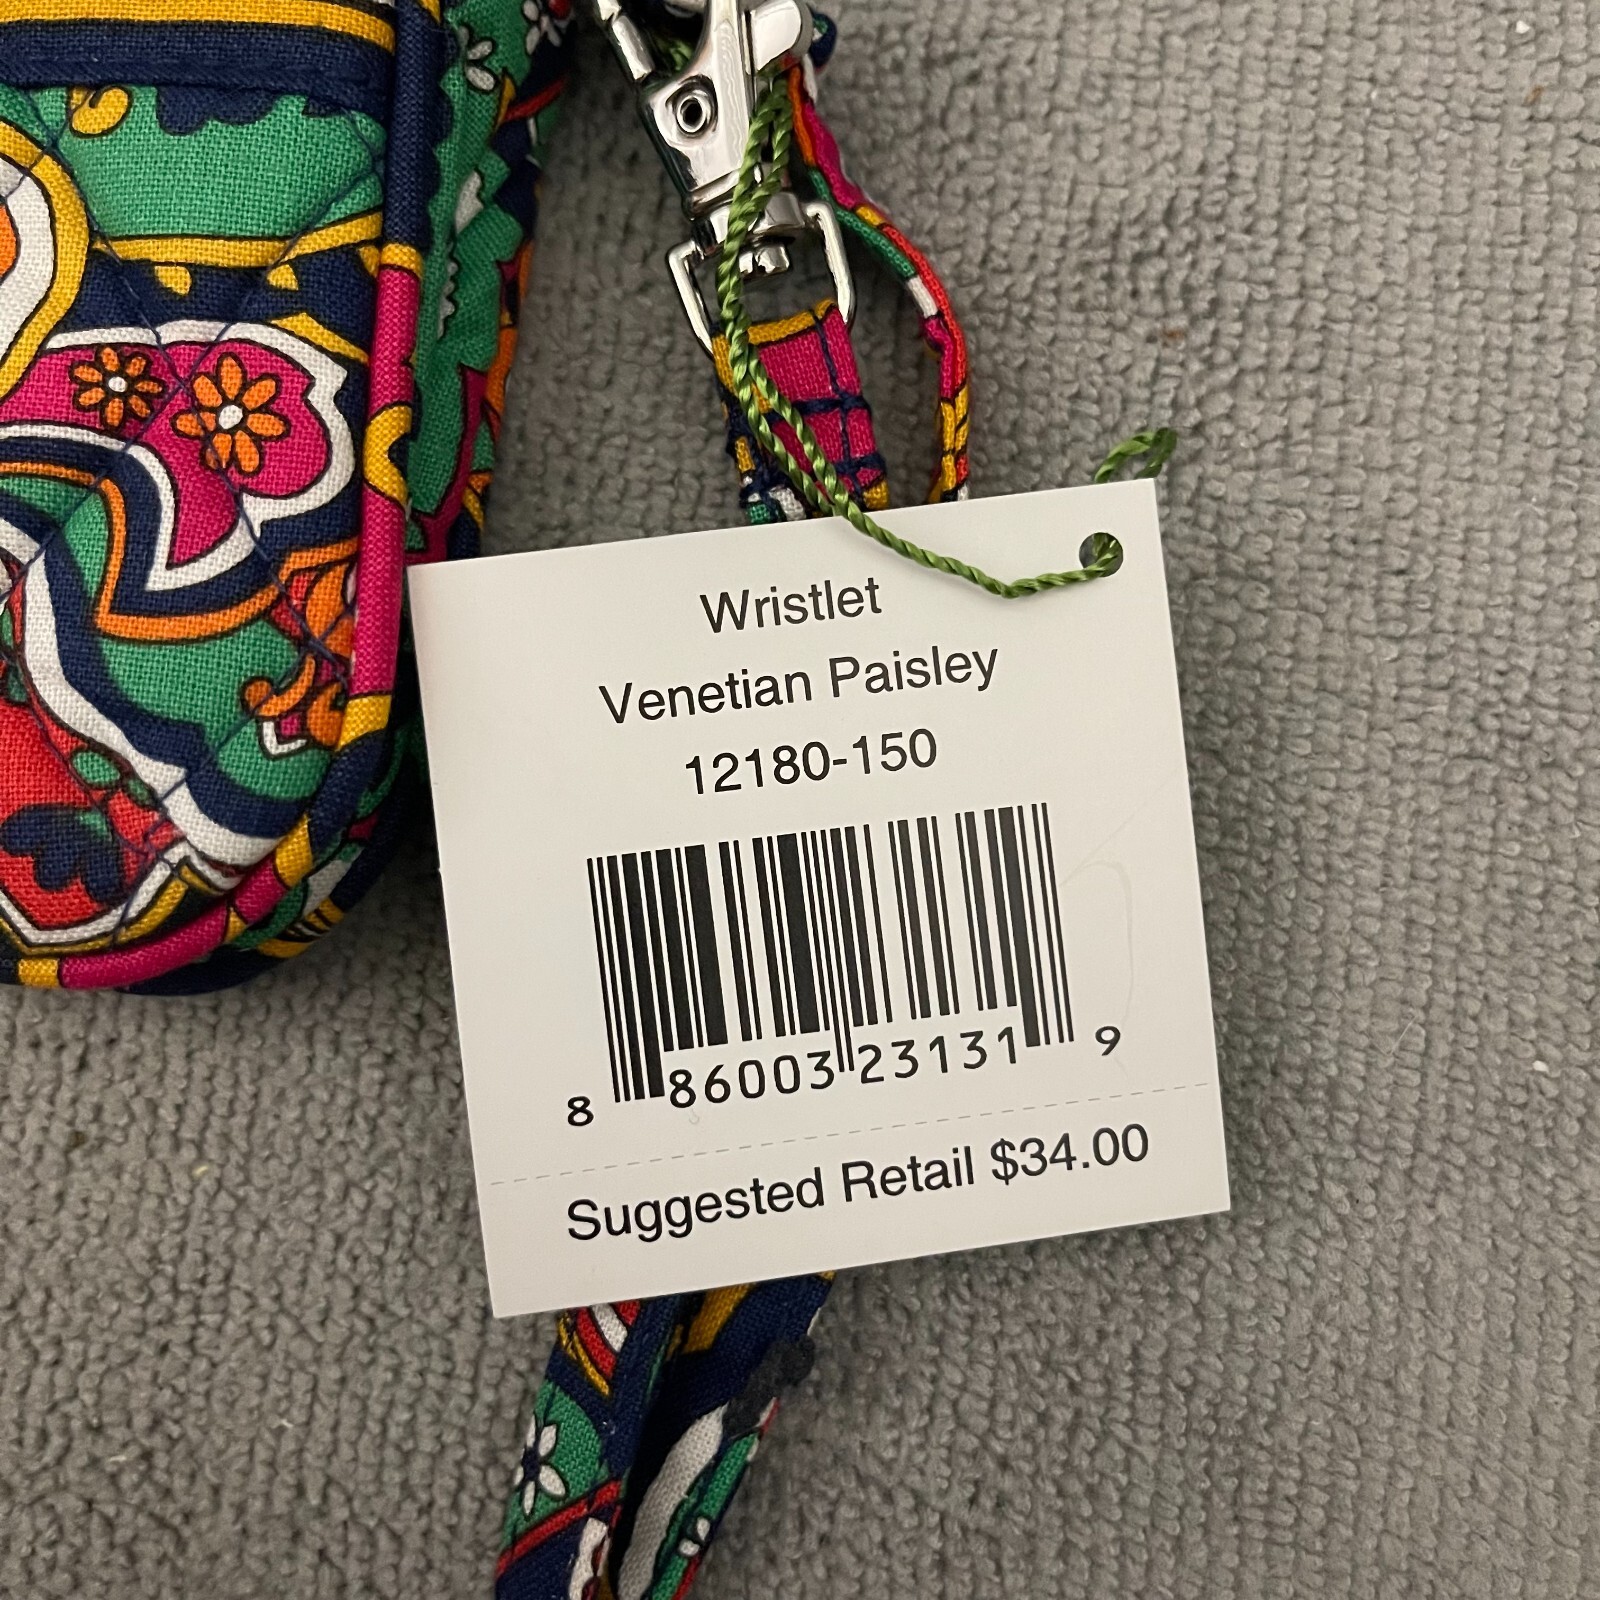 Wristlet
Venetian Paisley
12180-150
8 86003 23131 9
Suggested Retail $34.00